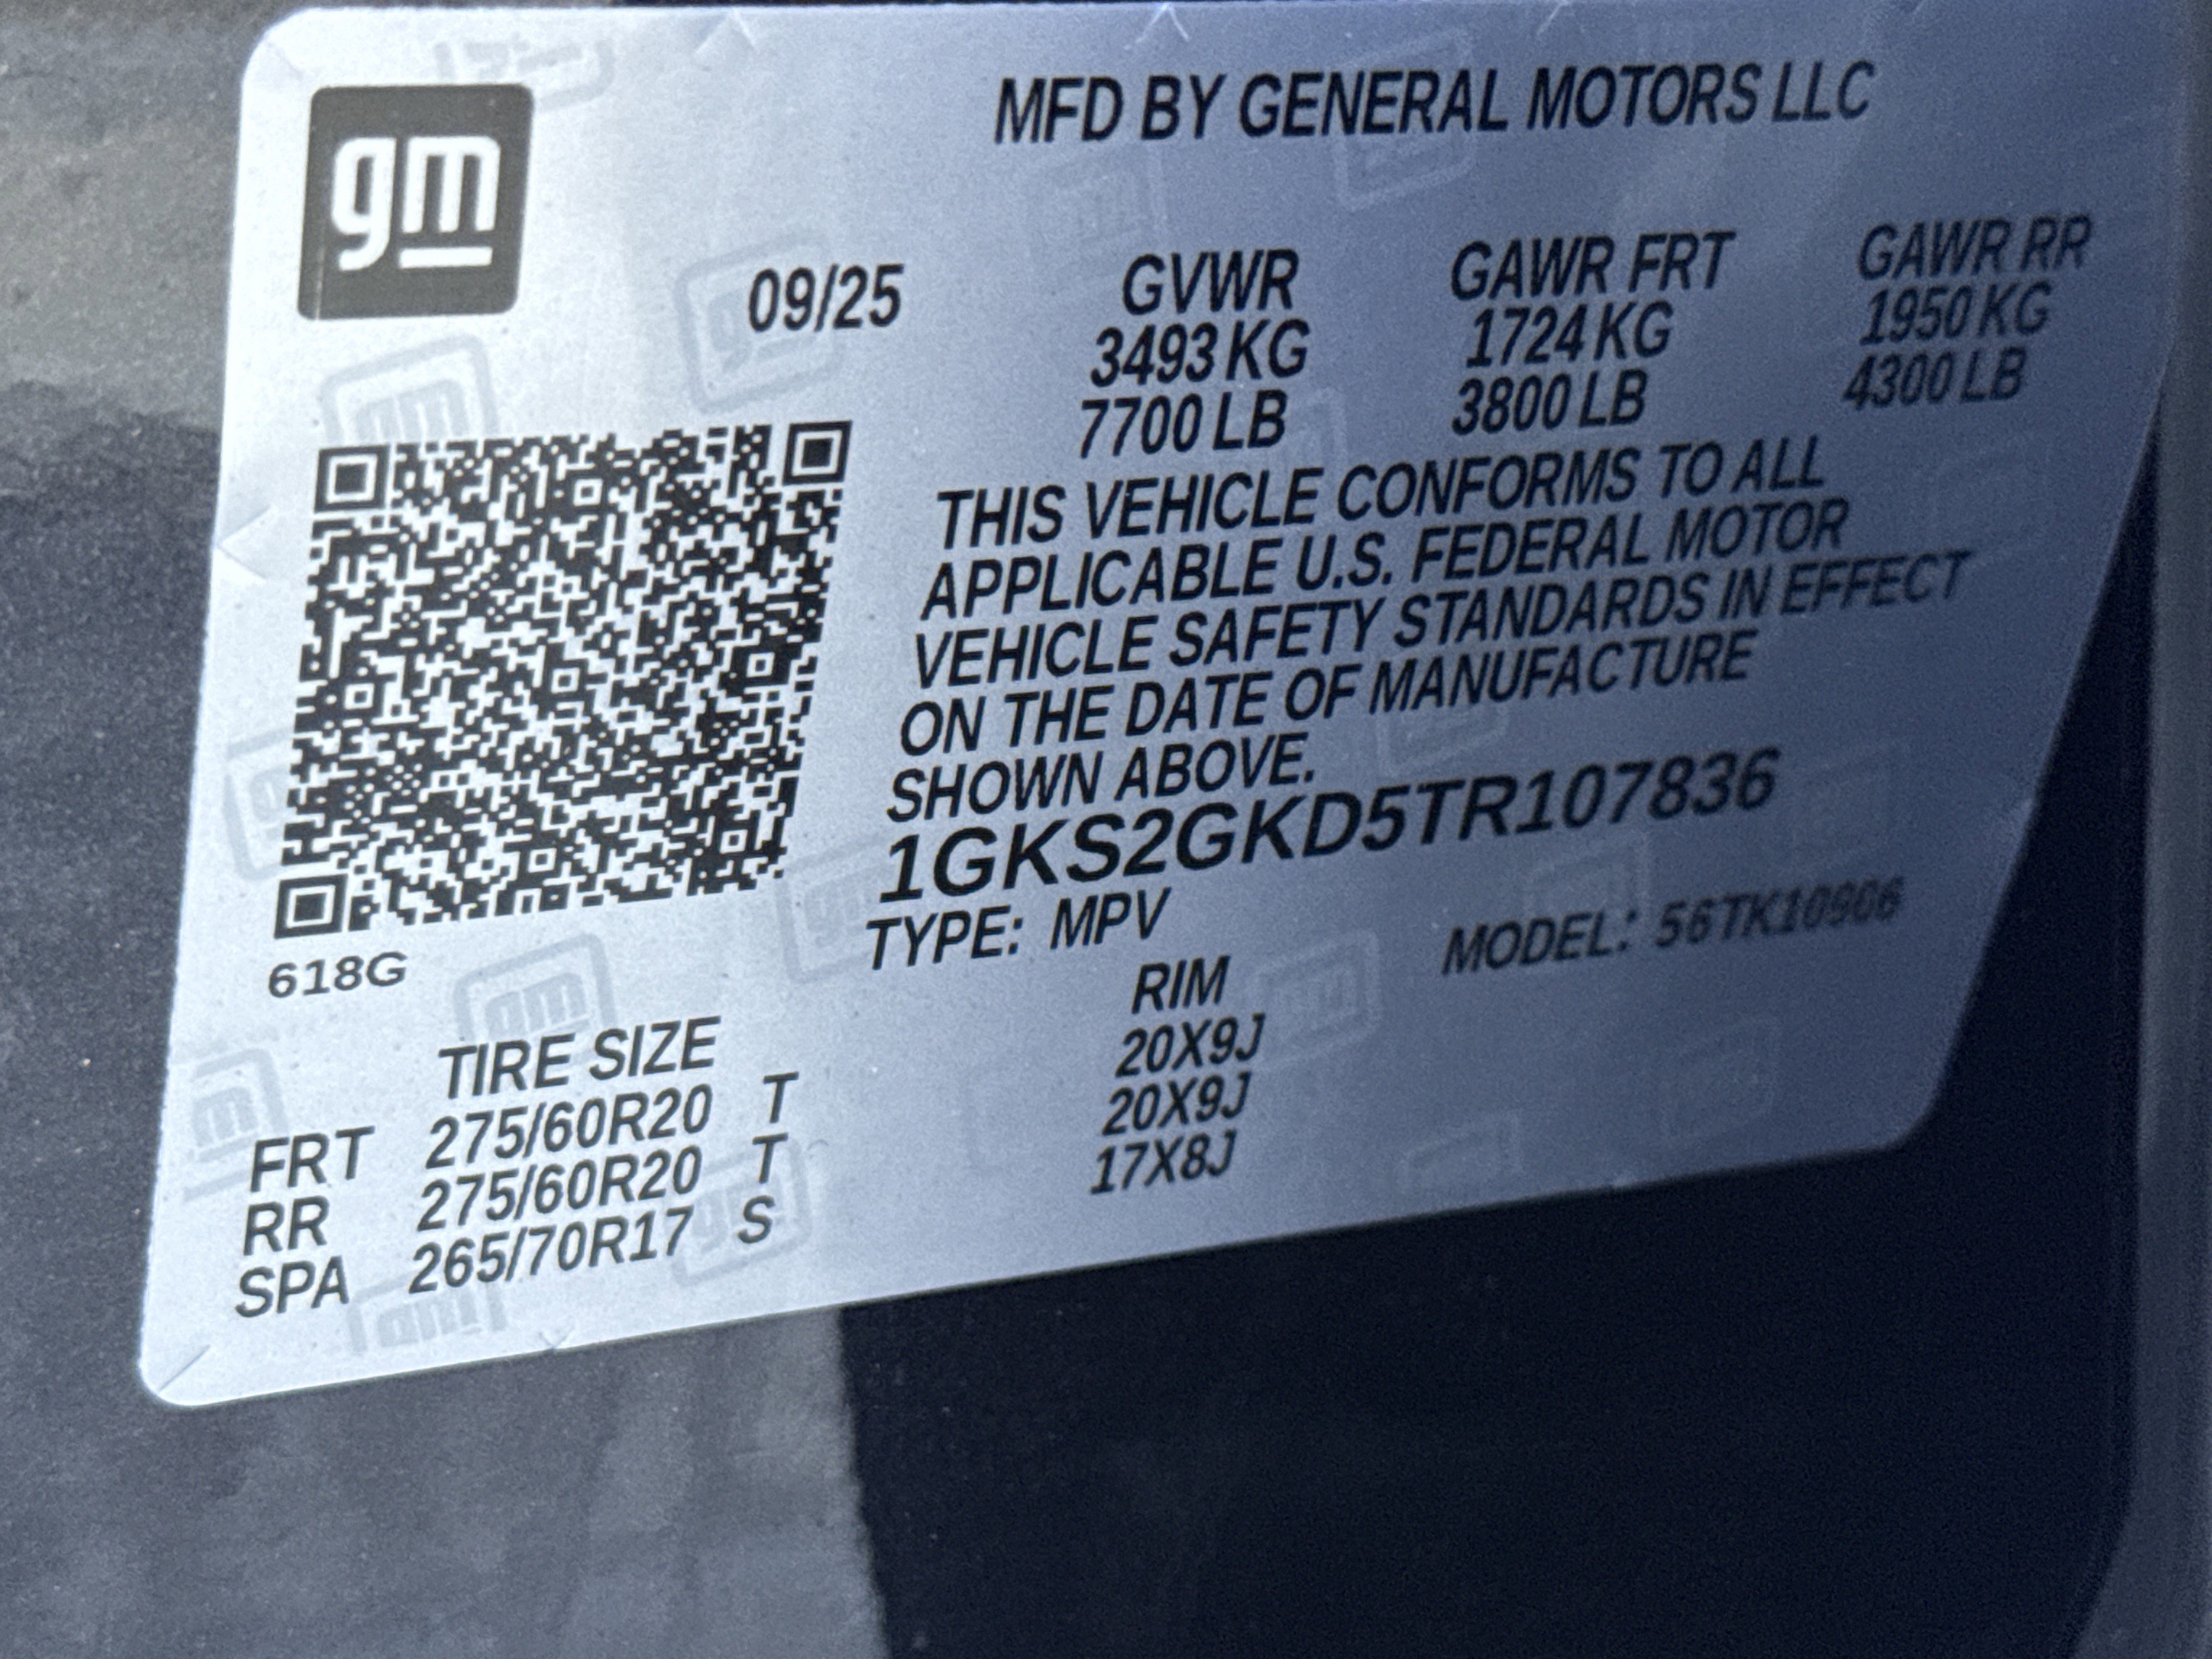 gm
MFD BY GENERAL MOTORS LLC
09/25 GVWR GAWR FRT GAWR RR
3493 KG 1724 KG 1950 KG
7700 LB 3800 LB 4300 LB
THIS VEHICLE CONFORMS TO ALL
APPLICABLE U.S. FEDERAL MOTOR
VEHICLE SAFETY STANDARDS IN EFFECT
ON THE DATE OF MANUFACTURE
SHOWN ABOVE.
1GKS2GKD5TR107836
TYPE: MPV MODEL: 56TK10906
618G
TIRE SIZE RIM
FRT 275/60R20 T 20X9J
RR 275/60R20 T 20X9J
SPA 265/70R17 S 17X8J